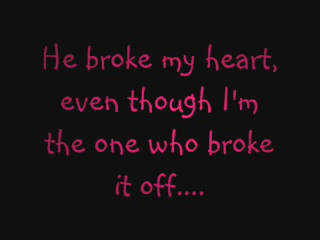 He broke my heart,
even though I'm
the one who broke
it off....